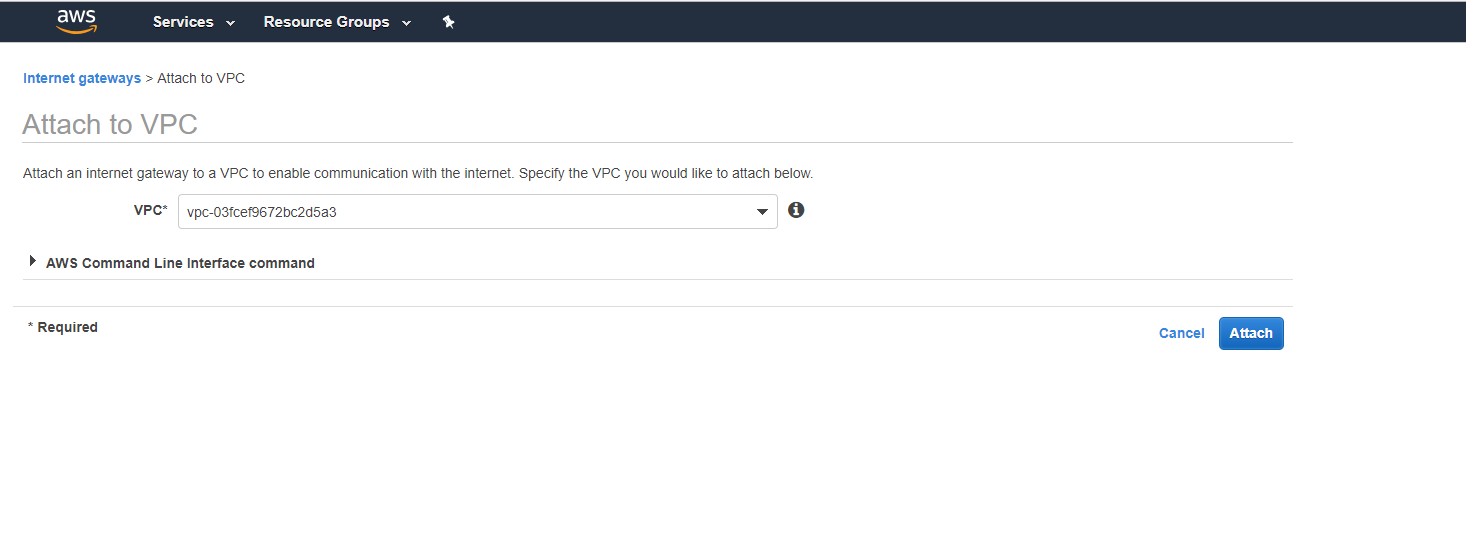 aws Services Resource Groups
Internet gateways > Attach to VPC
Attach to VPC
Attach an internet gateway to a VPC to enable communication with the internet. Specify the VPC you would like to attach below.
VPC* vpc-03fcef9672bc2d5a3
AWS Command Line Interface command
* Required
Cancel Attach